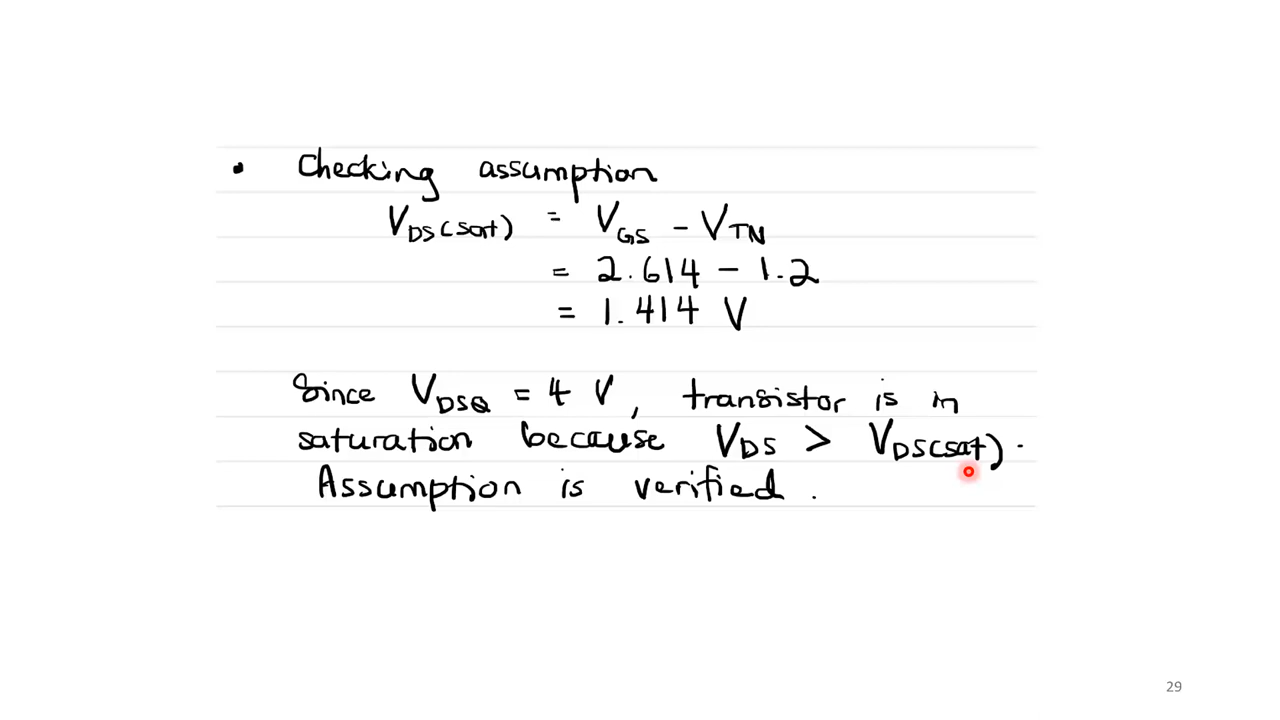 • Checking assumption
V_DS(sat) = V_GS - V_TN
= 2.614 - 1.2
= 1.414 V
Since V_DSQ = 4 V, transistor is in
saturation because V_DS > V_DS(sat).
Assumption is verified.
29